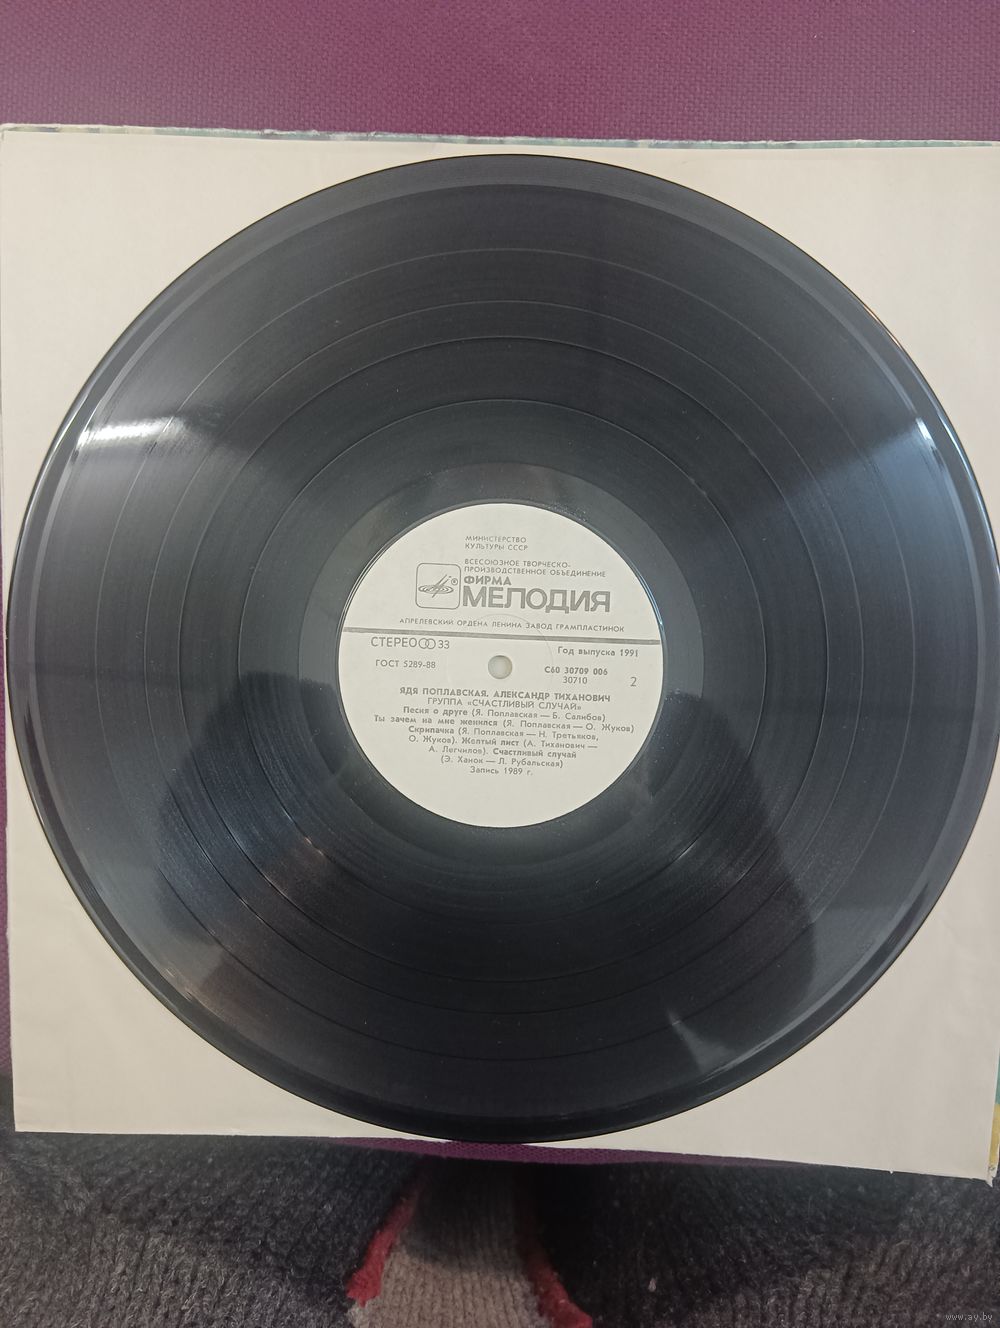 МИНИСТЕРСТВО
КУЛЬТУРЫ СССР
ВСЕСОЮЗНОЕ ТВОРЧЕСКО-
ПРОИЗВОДСТВЕННОЕ ОБЪЕДИНЕНИЕ
ФИРМА
®
МЕЛОДИЯ
АПРЕЛЕВСКИЙ ОРДЕНА ЛЕНИНА ЗАВОД ГРАМПЛАСТИНОК
СТЕРЕО 33
Год выпуска 1991
ГОСТ 5289-88
С60 30709 006
30710
2
ЯДЯ ПОПЛАВСКАЯ, АЛЕКСАНДР ТИХАНОВИЧ
ГРУППА «СЧАСТЛИВЫЙ СЛУЧАЙ»
Песня о друге (Я. Поплавская — Б. Салибов)
Ты зачем на мне женился (Я. Поплавская — О. Жуков)
Скрипачка (Я. Поплавская — Н. Третьяков,
О. Жуков). Желтый лист (А. Тиханович —
А. Легчилов). Счастливый случай
(Э. Ханок — Л. Рубальская)
Запись 1989 г.
www.ay.by